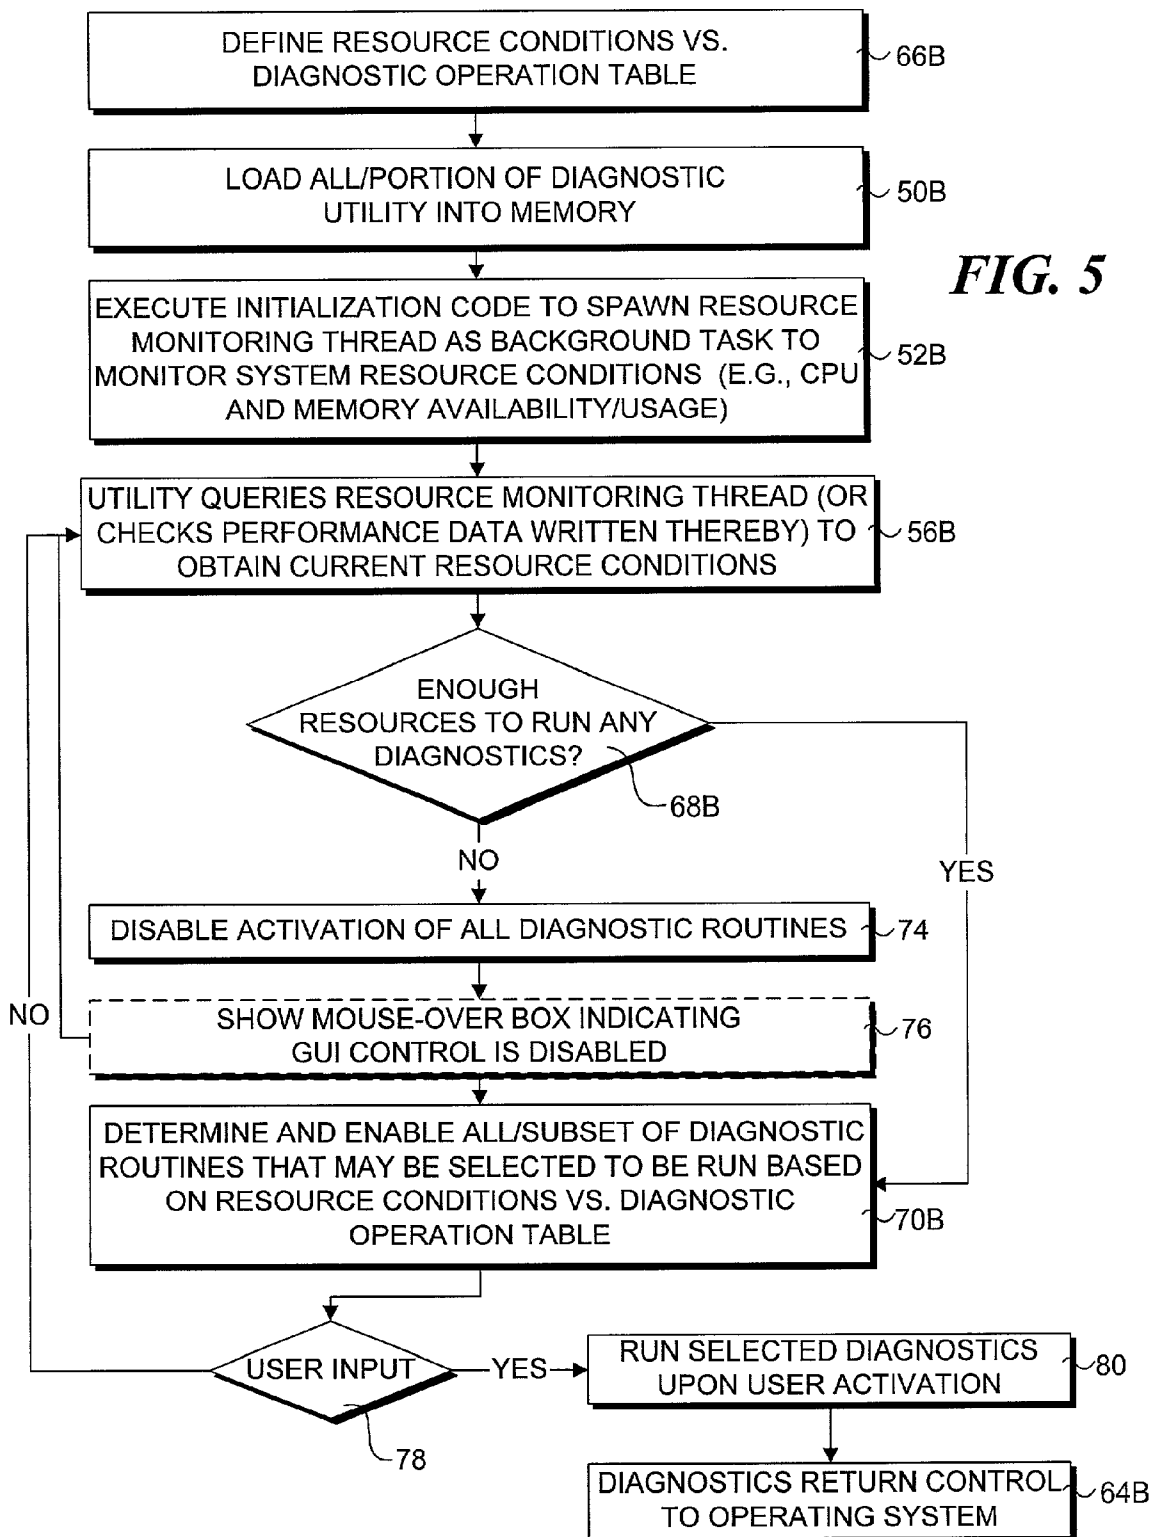 DEFINE RESOURCE CONDITIONS VS.
DIAGNOSTIC OPERATION TABLE
66B
LOAD ALL/PORTION OF DIAGNOSTIC
UTILITY INTO MEMORY
50B
FIG. 5
EXECUTE INITIALIZATION CODE TO SPAWN RESOURCE
MONITORING THREAD AS BACKGROUND TASK TO
MONITOR SYSTEM RESOURCE CONDITIONS (E.G., CPU
AND MEMORY AVAILABILITY/USAGE)
52B
UTILITY QUERIES RESOURCE MONITORING THREAD (OR
CHECKS PERFORMANCE DATA WRITTEN THEREBY) TO
OBTAIN CURRENT RESOURCE CONDITIONS
56B
ENOUGH
RESOURCES TO RUN ANY
DIAGNOSTICS?
68B
NO
YES
DISABLE ACTIVATION OF ALL DIAGNOSTIC ROUTINES
74
NO
SHOW MOUSE-OVER BOX INDICATING
GUI CONTROL IS DISABLED
76
DETERMINE AND ENABLE ALL/SUBSET OF DIAGNOSTIC
ROUTINES THAT MAY BE SELECTED TO BE RUN BASED
ON RESOURCE CONDITIONS VS. DIAGNOSTIC
OPERATION TABLE
70B
USER INPUT
78
YES
RUN SELECTED DIAGNOSTICS
UPON USER ACTIVATION
80
DIAGNOSTICS RETURN CONTROL
TO OPERATING SYSTEM
64B